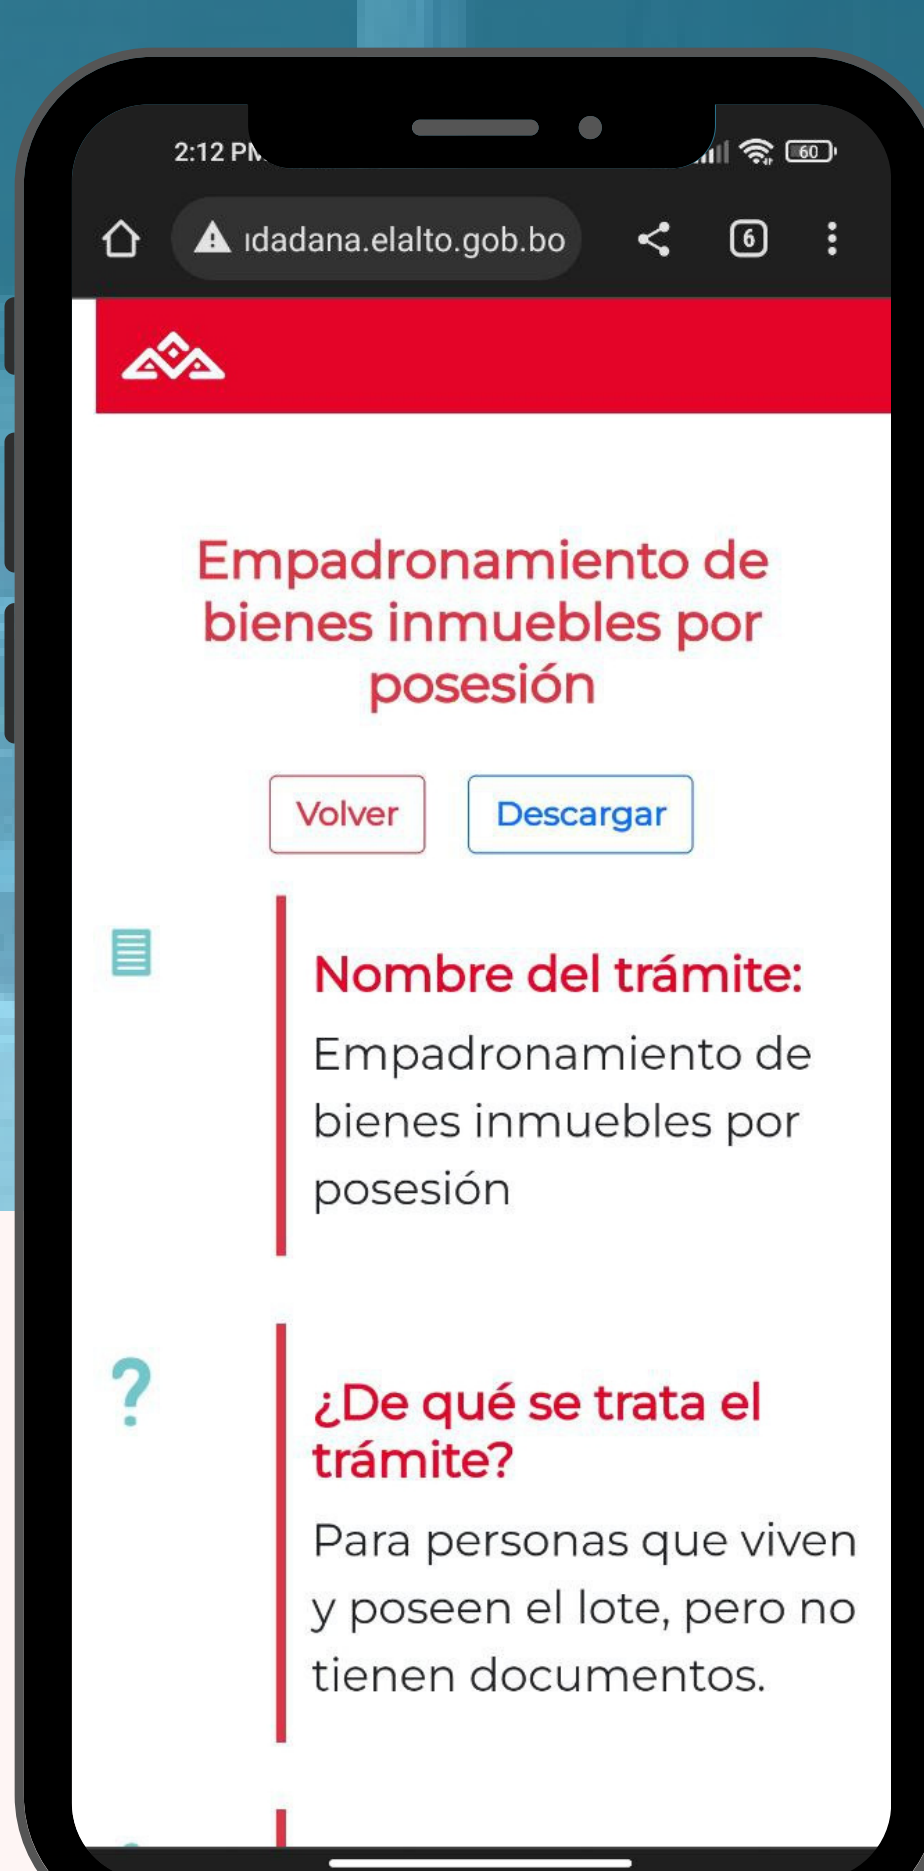 2:12 PM
60
dadana.elalto.gob.bo
6
Empadronamiento de
bienes inmuebles por
posesión
Volver
Descargar
Nombre del trámite:
Empadronamiento de
bienes inmuebles por
posesión
?
¿De qué se trata el
trámite?
Para personas que viven
y poseen el lote, pero no
tienen documentos.